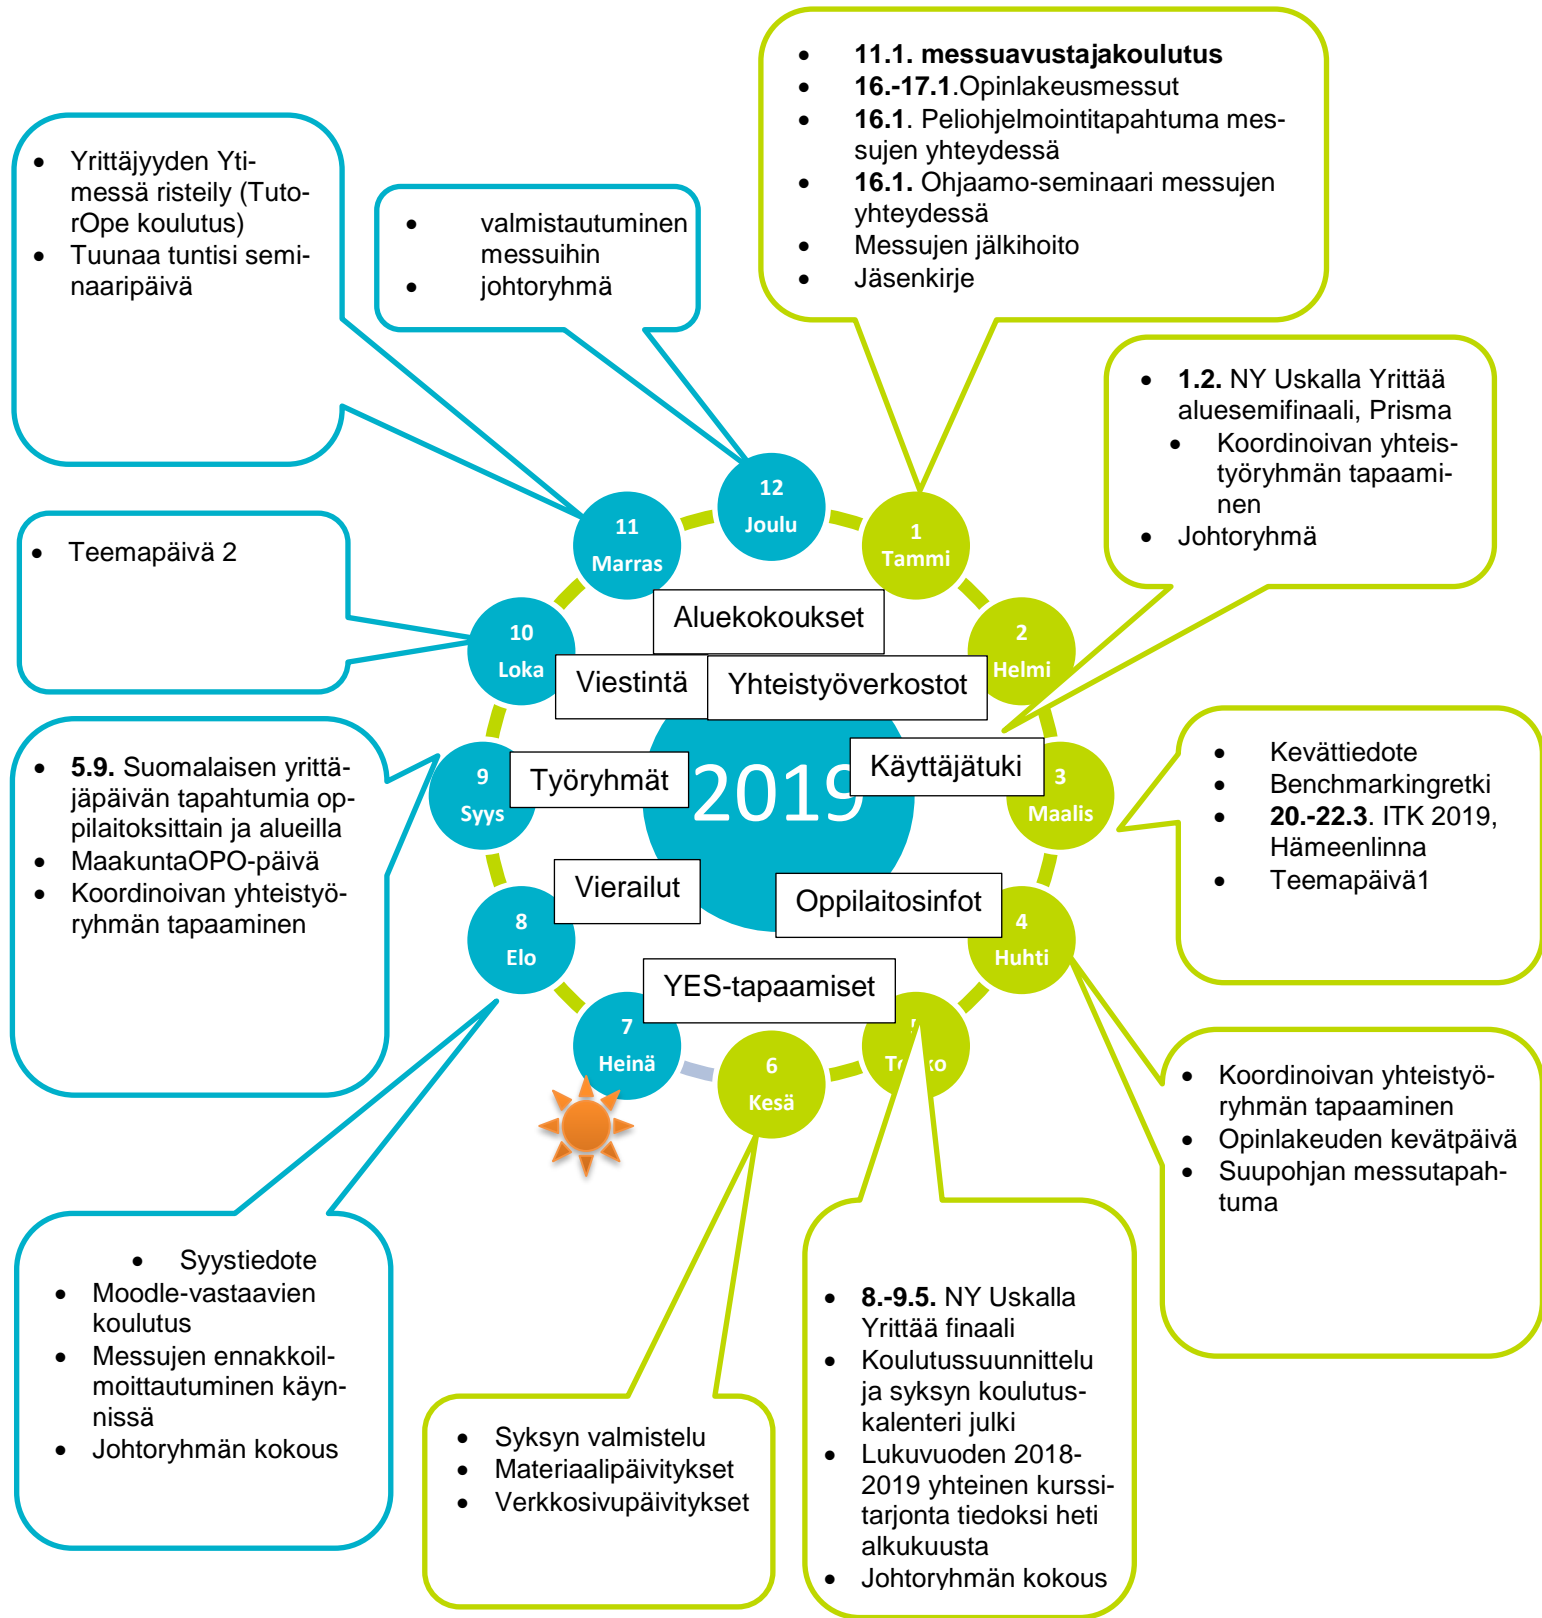 • 11.1. messuavustajakoulutus
• 16.-17.1.Opinlakeusmessut
• 16.1. Peliohjelmointitapahtuma mes-
sujen yhteydessä
• 16.1. Ohjaamo-seminaari messujen
yhteydessä
• Messujen jälkihoito
• Jäsenkirje
• Yrittäjyyden Yti-
messä risteily (Tuto-
rOpe koulutus)
• Tuunaa tuntisi semi-
naaripäivä
• valmistautuminen
messuihin
• johtoryhmä
• 1.2. NY Uskalla Yrittää
aluesemifinaali, Prisma
• Koordinoivan yhteis-
työryhmän tapaami-
nen
• Johtoryhmä
• Teemapäivä 2
12
Joulu
11
Marras
1
Tammi
10
Loka
2
Helmi
9
Syys
3
Maalis
8
Elo
4
Huhti
7
Heinä
6
Kesä
Aluekokoukset
Viestintä
Yhteistyöverkostot
Työryhmät
2019
Käyttäjätuki
Vierailut
Oppilaitosinfot
YES-tapaamiset
• 5.9. Suomalaisen yrittä-
jäpäivän tapahtumia op-
pilaitoksittain ja alueilla
• MaakuntaOPO-päivä
• Koordinoivan yhteistyö-
ryhmän tapaaminen
• Kevättiedote
• Benchmarkingretki
• 20.-22.3. ITK 2019,
Hämeenlinna
• Teemapäivä1
• Koordinoivan yhteistyö-
ryhmän tapaaminen
• Opinlakeuden kevätpäivä
• Suupohjan messutapah-
tuma
• Syystiedote
• Moodle-vastaavien
koulutus
• Messujen ennakkoil-
moittautuminen käyn-
nissä
• Johtoryhmän kokous
• Syksyn valmistelu
• Materiaalipäivitykset
• Verkkosivupäivitykset
• 8.-9.5. NY Uskalla
Yrittää finaali
• Koulutussuunnittelu
ja syksyn koulutus-
kalenteri julki
• Lukuvuoden 2018-
2019 yhteinen kurssi-
tarjonta tiedoksi heti
alkukuusta
• Johtoryhmän kokous